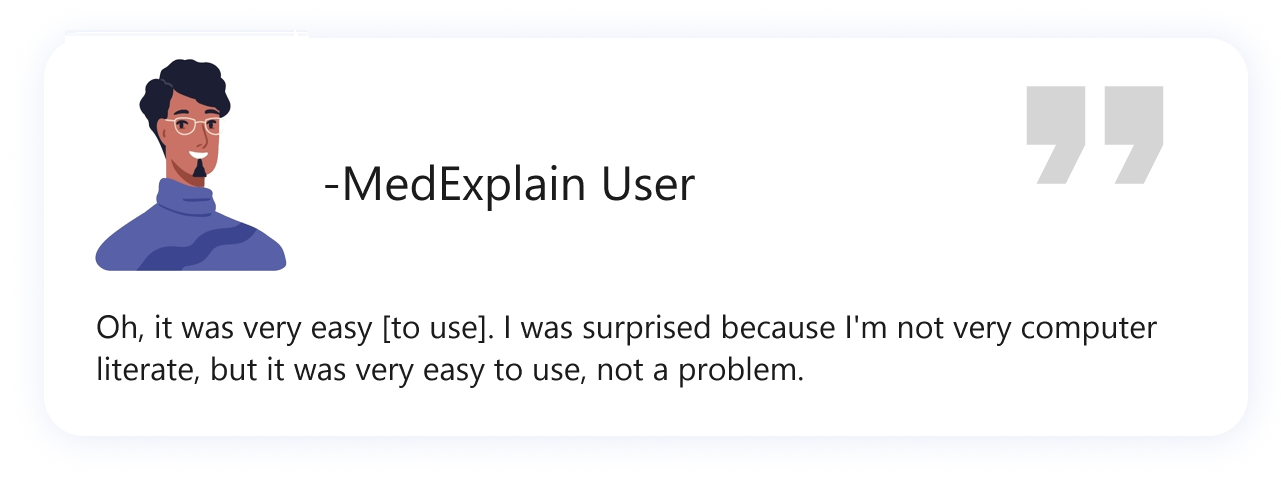 -MedExplain User
Oh, it was very easy [to use]. I was surprised because I'm not very computer
literate, but it was very easy to use, not a problem.